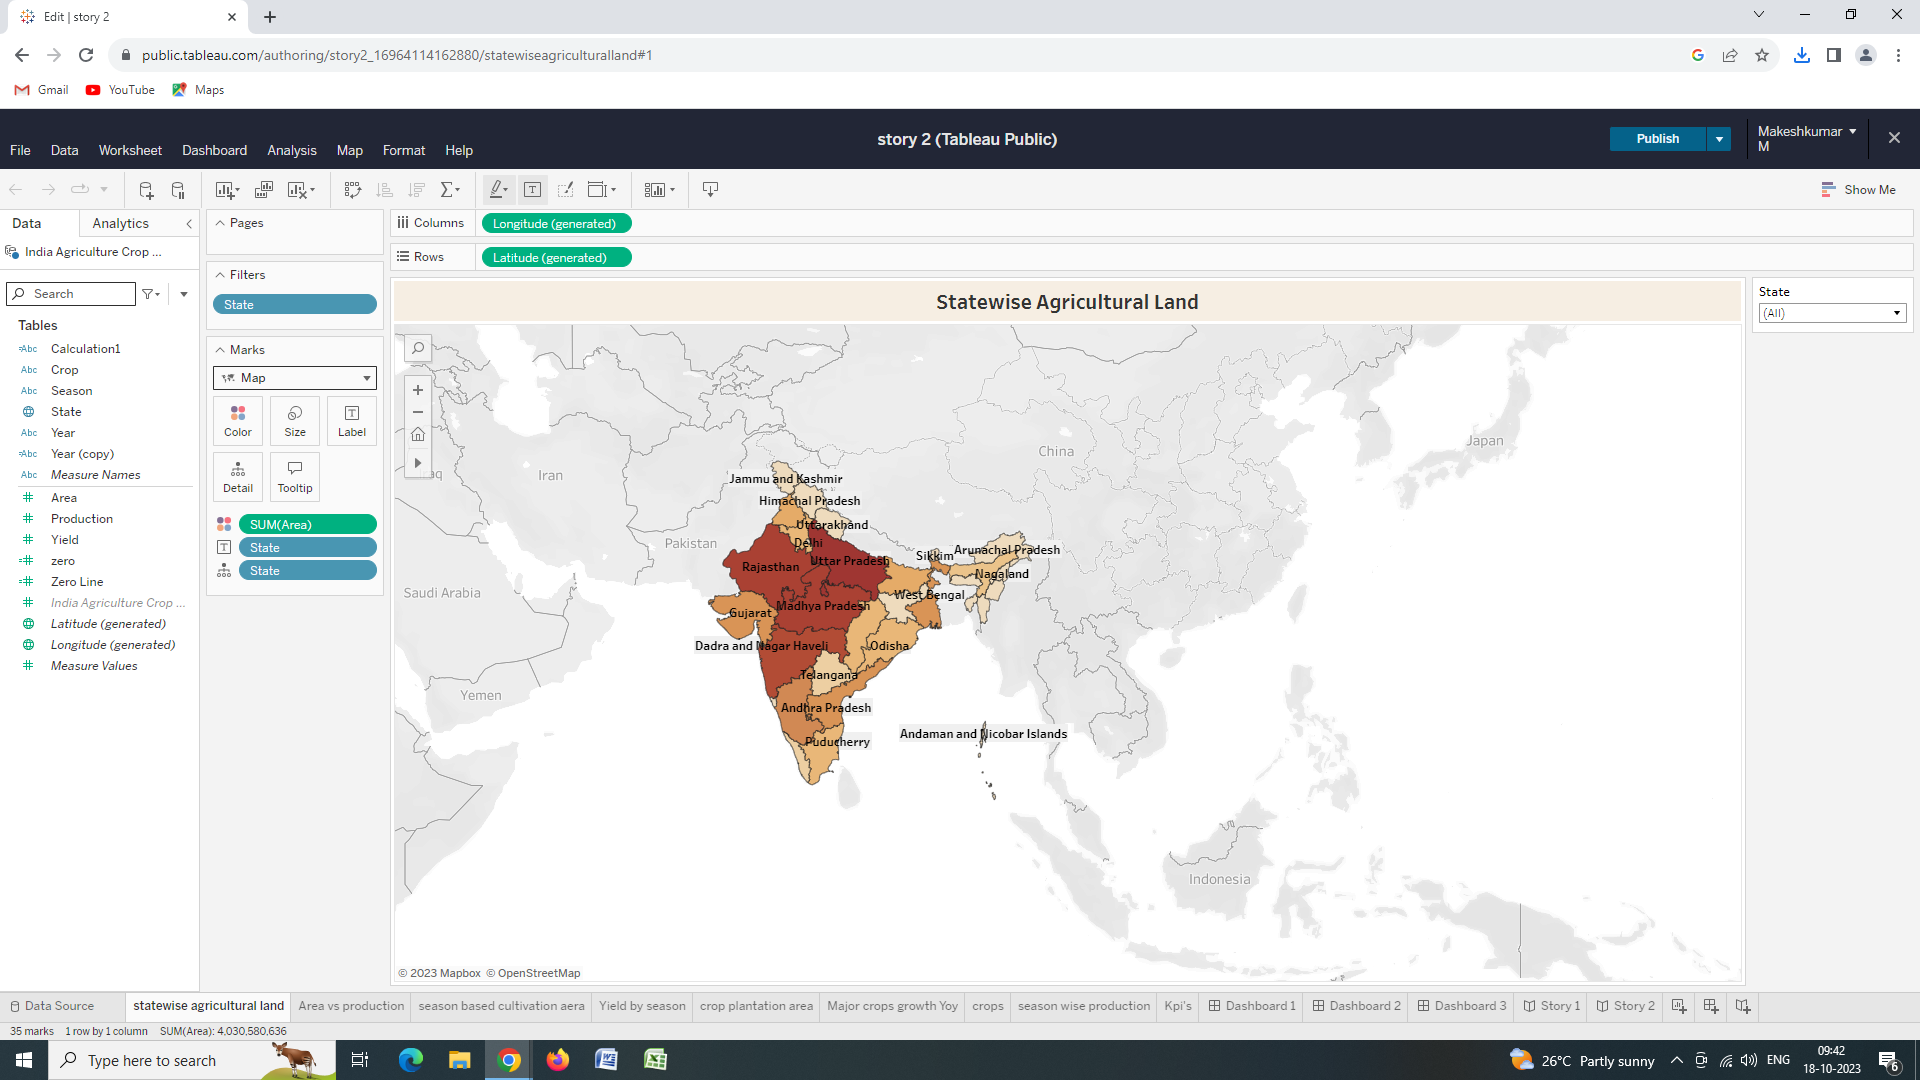 Edit | story 2
public.tableau.com/authoring/story2_16964114162880/statewiseagriculturalland#1
Gmail
YouTube
Maps
story 2 (Tableau Public)
Publish
Makeshkumar M
File Data Worksheet Dashboard Analysis Map Format Help
Show Me
Data
Analytics
India Agriculture Crop ...
Search
Tables
Abc Calculation1
Abc Crop
Abc Season
State
Abc Year
Abc Year (copy)
Abc Measure Names
Area
Production
Yield
zero
Zero Line
India Agriculture Crop ...
Latitude (generated)
Longitude (generated)
Measure Values
Pages
Filters
State
Marks
Map
Color
Size
Label
Detail
Tooltip
SUM(Area)
State
State
Columns
Longitude (generated)
Rows
Latitude (generated)
Statewise Agricultural Land
State
(All)
Japan
China
Iran
aq
Jammu and Kashmir
Himachal Pradesh
Uttarakhand
Delhi
Pakistan
Sikkim
Arunachal Pradesh
Uttar Pradesh
Rajasthan
Nagaland
Saudi Arabia
West Bengal
Madhya Pradesh
Gujarat
Dadra and Nagar Haveli
Odisha
Telangana
Yemen
Andhra Pradesh
Andaman and Nicobar Islands
Puducherry
Indonesia
© 2023 Mapbox © OpenStreetMap
Data Source
statewise agricultural land
Area vs production
season based cultivation aera
Yield by season
crop plantation area
Major crops growth Yoy
crops
season wise production
Kpi's
Dashboard 1
Dashboard 2
Dashboard 3
Story 1
Story 2
35 marks 1 row by 1 column SUM(Area): 4,030,580,636
Type here to search
26°C Partly sunny
ENG
09:42
18-10-2023
6